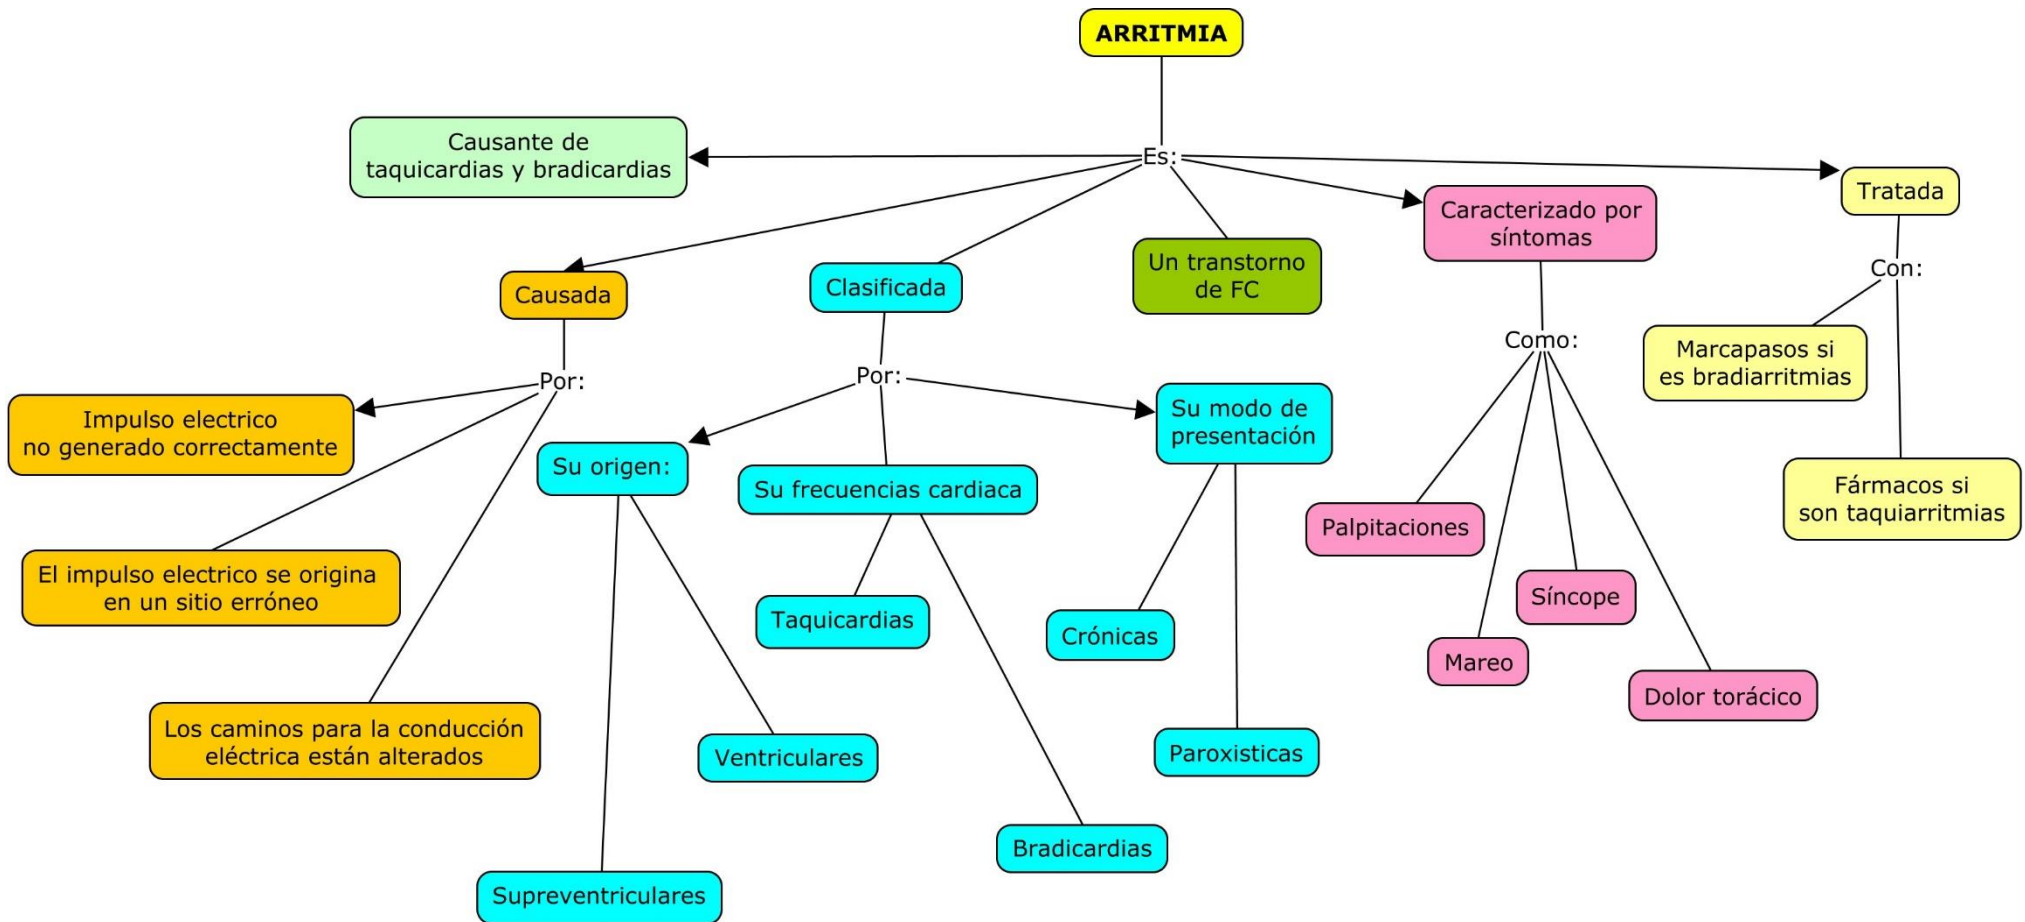 ARRITMIA
Es:
Causante de
taquicardias y bradicardias
Causada
Por:
Impulso electrico
no generado correctamente
El impulso electrico se origina
en un sitio erróneo
Los caminos para la conducción
eléctrica están alterados
Clasificada
Por:
Su origen:
Supreventriculares
Ventriculares
Su frecuencias cardiaca
Taquicardias
Bradicardias
Su modo de
presentación
Crónicas
Paroxisticas
Un transtorno
de FC
Caracterizado por
síntomas
Como:
Palpitaciones
Mareo
Síncope
Dolor torácico
Tratada
Con:
Marcapasos si
es bradiarritmias
Fármacos si
son taquiarritmias